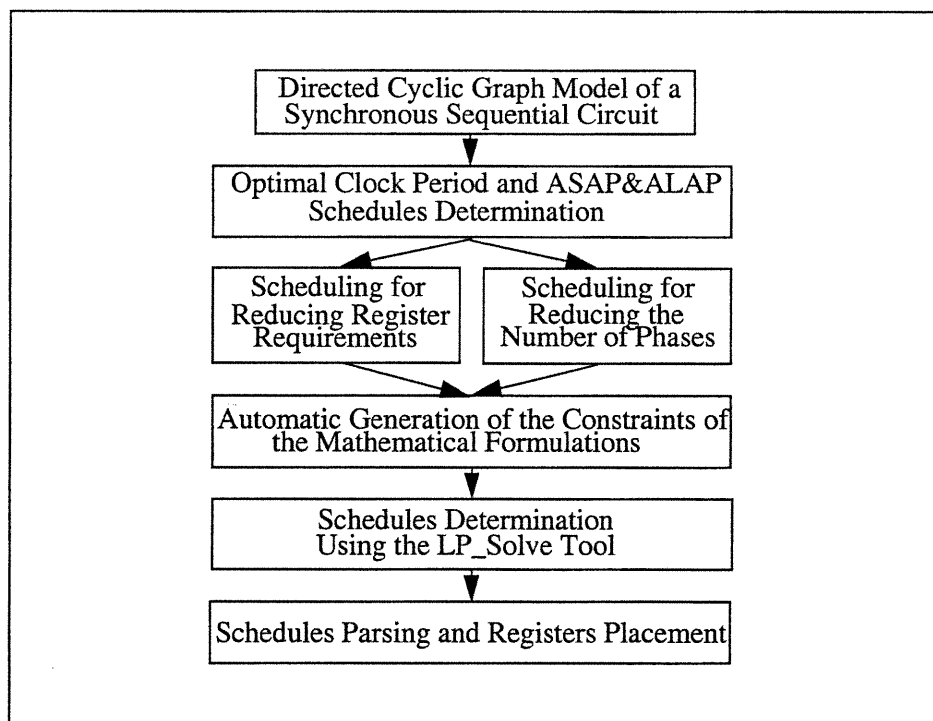 Directed Cyclic Graph Model of a
Synchronous Sequential Circuit
Optimal Clock Period and ASAP&ALAP
Schedules Determination
Scheduling for
Reducing Register
Requirements
Scheduling for
Reducing the
Number of Phases
Automatic Generation of the Constraints of
the Mathematical Formulations
Schedules Determination
Using the LP_Solve Tool
Schedules Parsing and Registers Placement